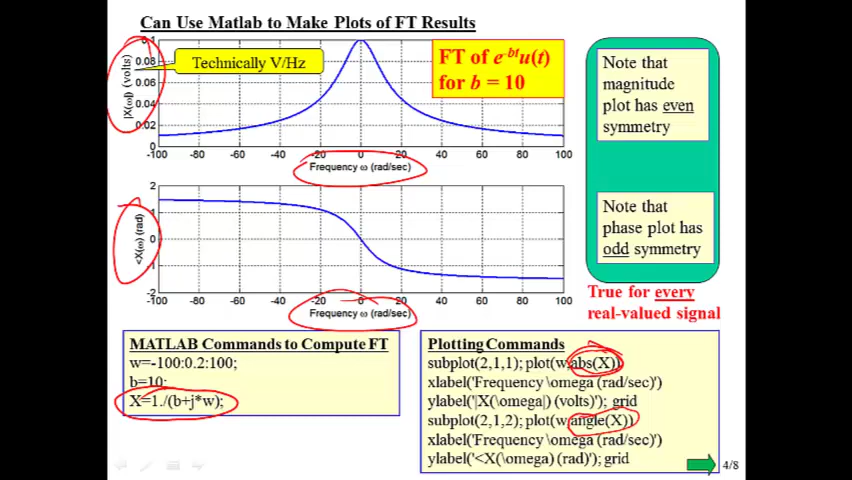 Can Use Matlab to Make Plots of FT Results
0.1
0.08
0.06
0.04
0.02
0
|X(ω)| (volts)
Technically V/Hz
FT of e^-bt u(t)
for b = 10
-100 -80 -60 -40 -20 0 20 40 60 80 100
Frequency ω (rad/sec)
2
1
0
-1
-2
<X(ω) (rad)
-100 -80 -60 -40 -20 0 20 40 60 80 100
Frequency ω (rad/sec)
Note that
magnitude
plot has even
symmetry
Note that
phase plot has
odd symmetry
True for every
real-valued signal
MATLAB Commands to Compute FT
w=-100:0.2:100;
b=10;
X=1./(b+j*w);
Plotting Commands
subplot(2,1,1); plot(w,abs(X))
xlabel('Frequency \omega (rad/sec)')
ylabel('|X(\omega|) (volts)'); grid
subplot(2,1,2); plot(w,angle(X))
xlabel('Frequency \omega (rad/sec)')
ylabel('<X(\omega) (rad)'); grid
4/8